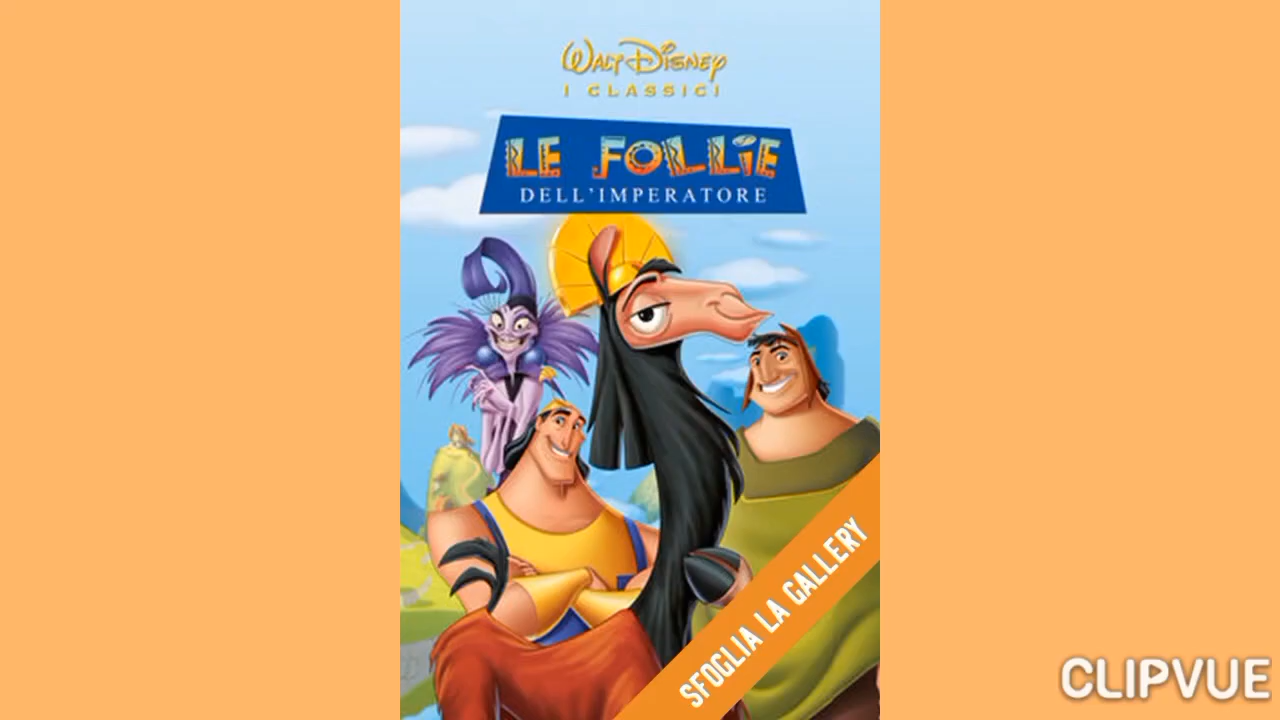 WALT DISNEY
I CLASSICI
LE FOLLIE
DELL'IMPERATORE
SFOGLIA LA GALLERY
CLIPVUE